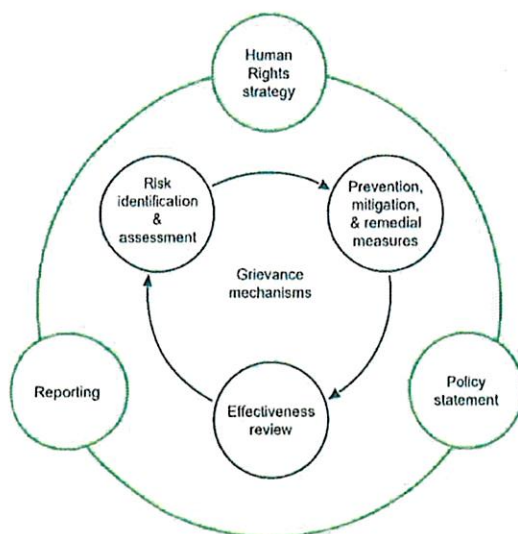 Human
Rights
strategy
Risk
identification
&
assessment
Prevention,
mitigation,
& remedial
measures
Grievance
mechanisms
Reporting
Policy
statement
Effectiveness
review